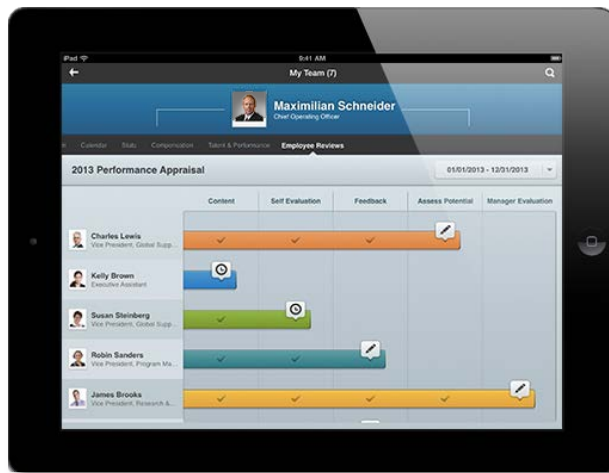 iPad
9:41 AM
My Team (7)
Maximilian Schneider
Chief Operating Officer
Calendar Stats Compensation Talent & Performance Employee Reviews
2013 Performance Appraisal
01/01/2013 - 12/31/2013
Content Self Evaluation Feedback Assess Potential Manager Evaluation
Charles Lewis
Vice President, Global Supp...
Kelly Brown
Executive Assistant
Susan Steinberg
Vice President, Global Supp...
Robin Sanders
Vice President, Program Ma...
James Brooks
Vice President, Research &...